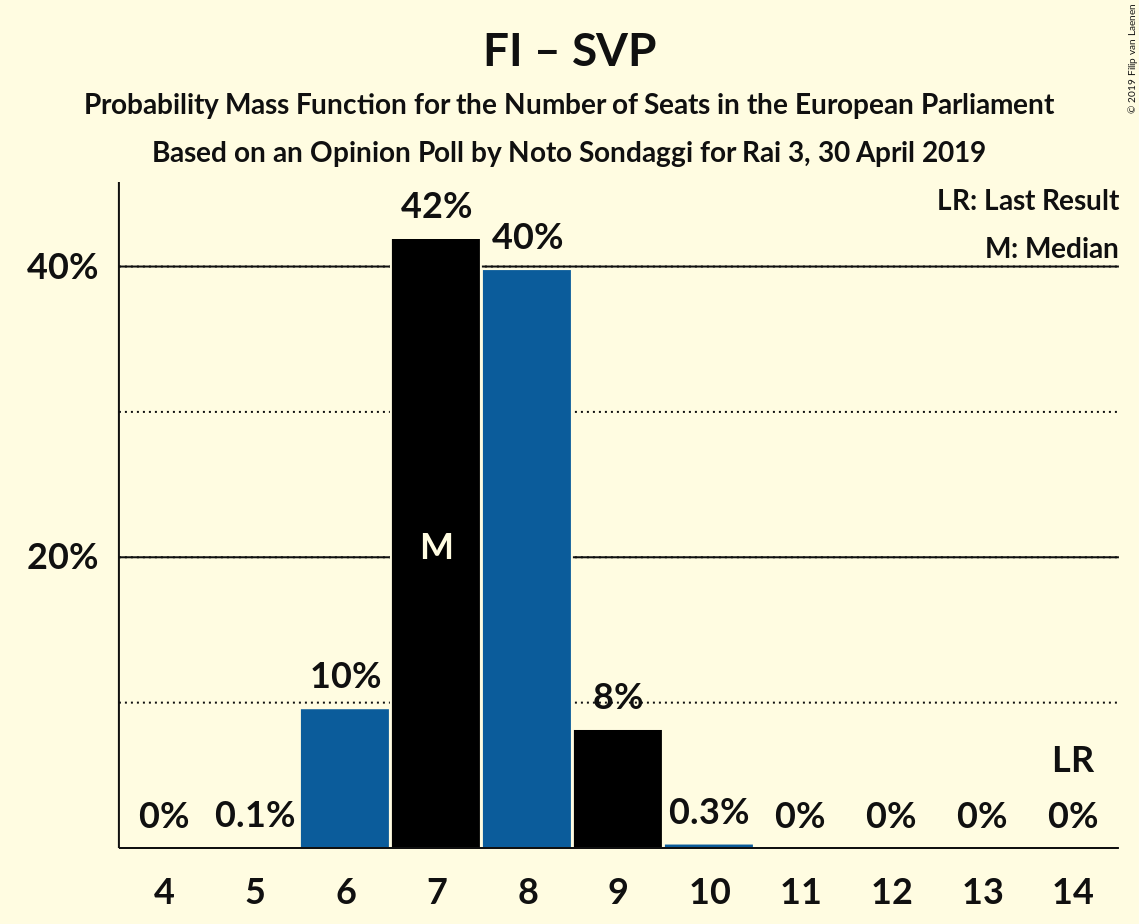 FI – SVP
Probability Mass Function for the Number of Seats in the European Parliament
Based on an Opinion Poll by Noto Sondaggi for Rai 3, 30 April 2019
© 2019 Filip van Laenen
LR: Last Result
M: Median
42%
40%
40%
M
20%
10%
8%
LR
0%
0.1%
0.3%
0%
0%
0%
0%
4 5 6 7 8 9 10 11 12 13 14